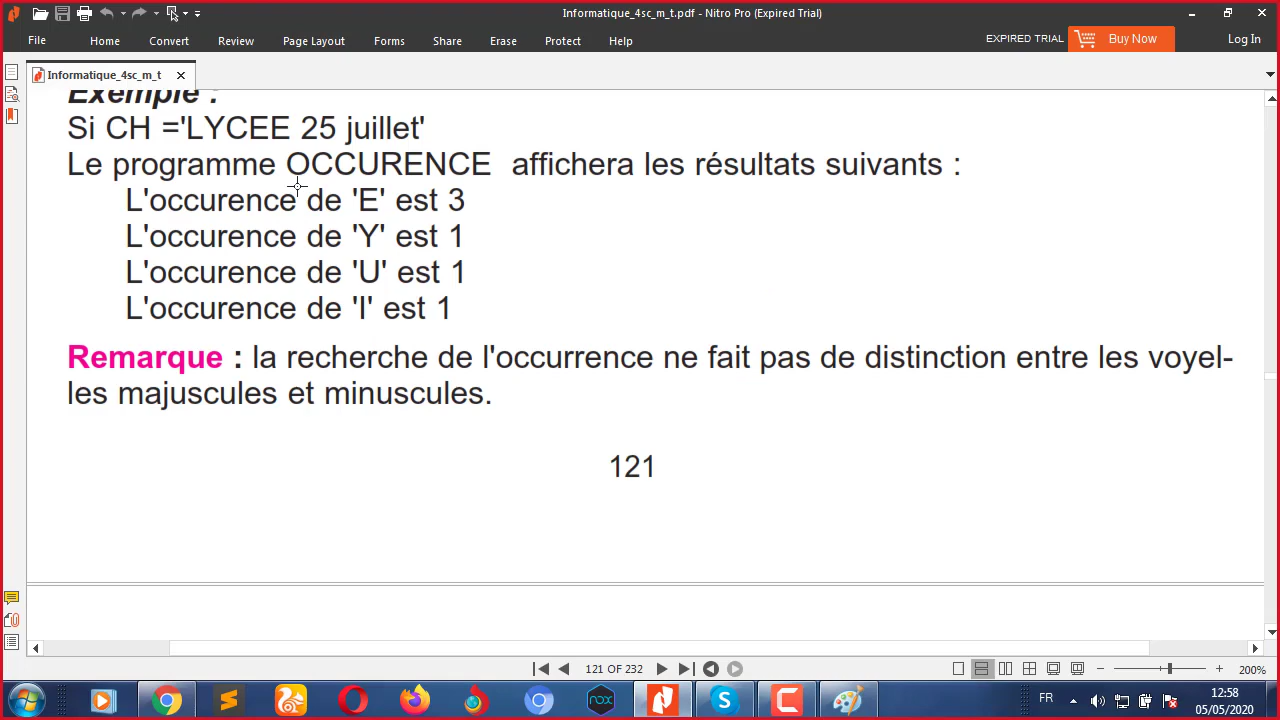 Informatique_4sc_m_t.pdf - Nitro Pro (Expired Trial)
File Home Convert Review Page Layout Forms Share Erase Protect Help EXPIRED TRIAL Buy Now Log In
Informatique_4sc_m_t
Exemple :
Si CH ='LYCEE 25 juillet'
Le programme OCCURENCE affichera les résultats suivants :
L'occurence de 'E' est 3
L'occurence de 'Y' est 1
L'occurence de 'U' est 1
L'occurence de 'I' est 1
Remarque : la recherche de l'occurrence ne fait pas de distinction entre les voyel-
les majuscules et minuscules.
121
121 OF 232
200%
nox
FR
12:58
05/05/2020